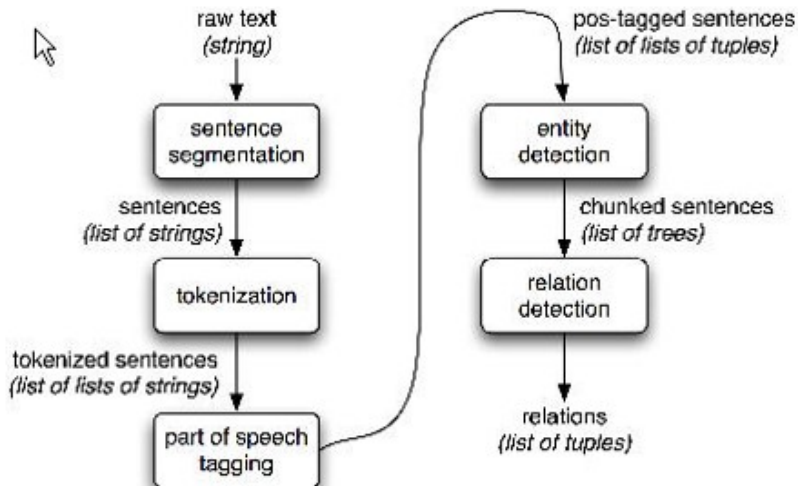 raw text
(string)
sentence
segmentation
sentences
(list of strings)
tokenization
tokenized sentences
(list of lists of strings)
part of speech
tagging
pos-tagged sentences
(list of lists of tuples)
entity
detection
chunked sentences
(list of trees)
relation
detection
relations
(list of tuples)